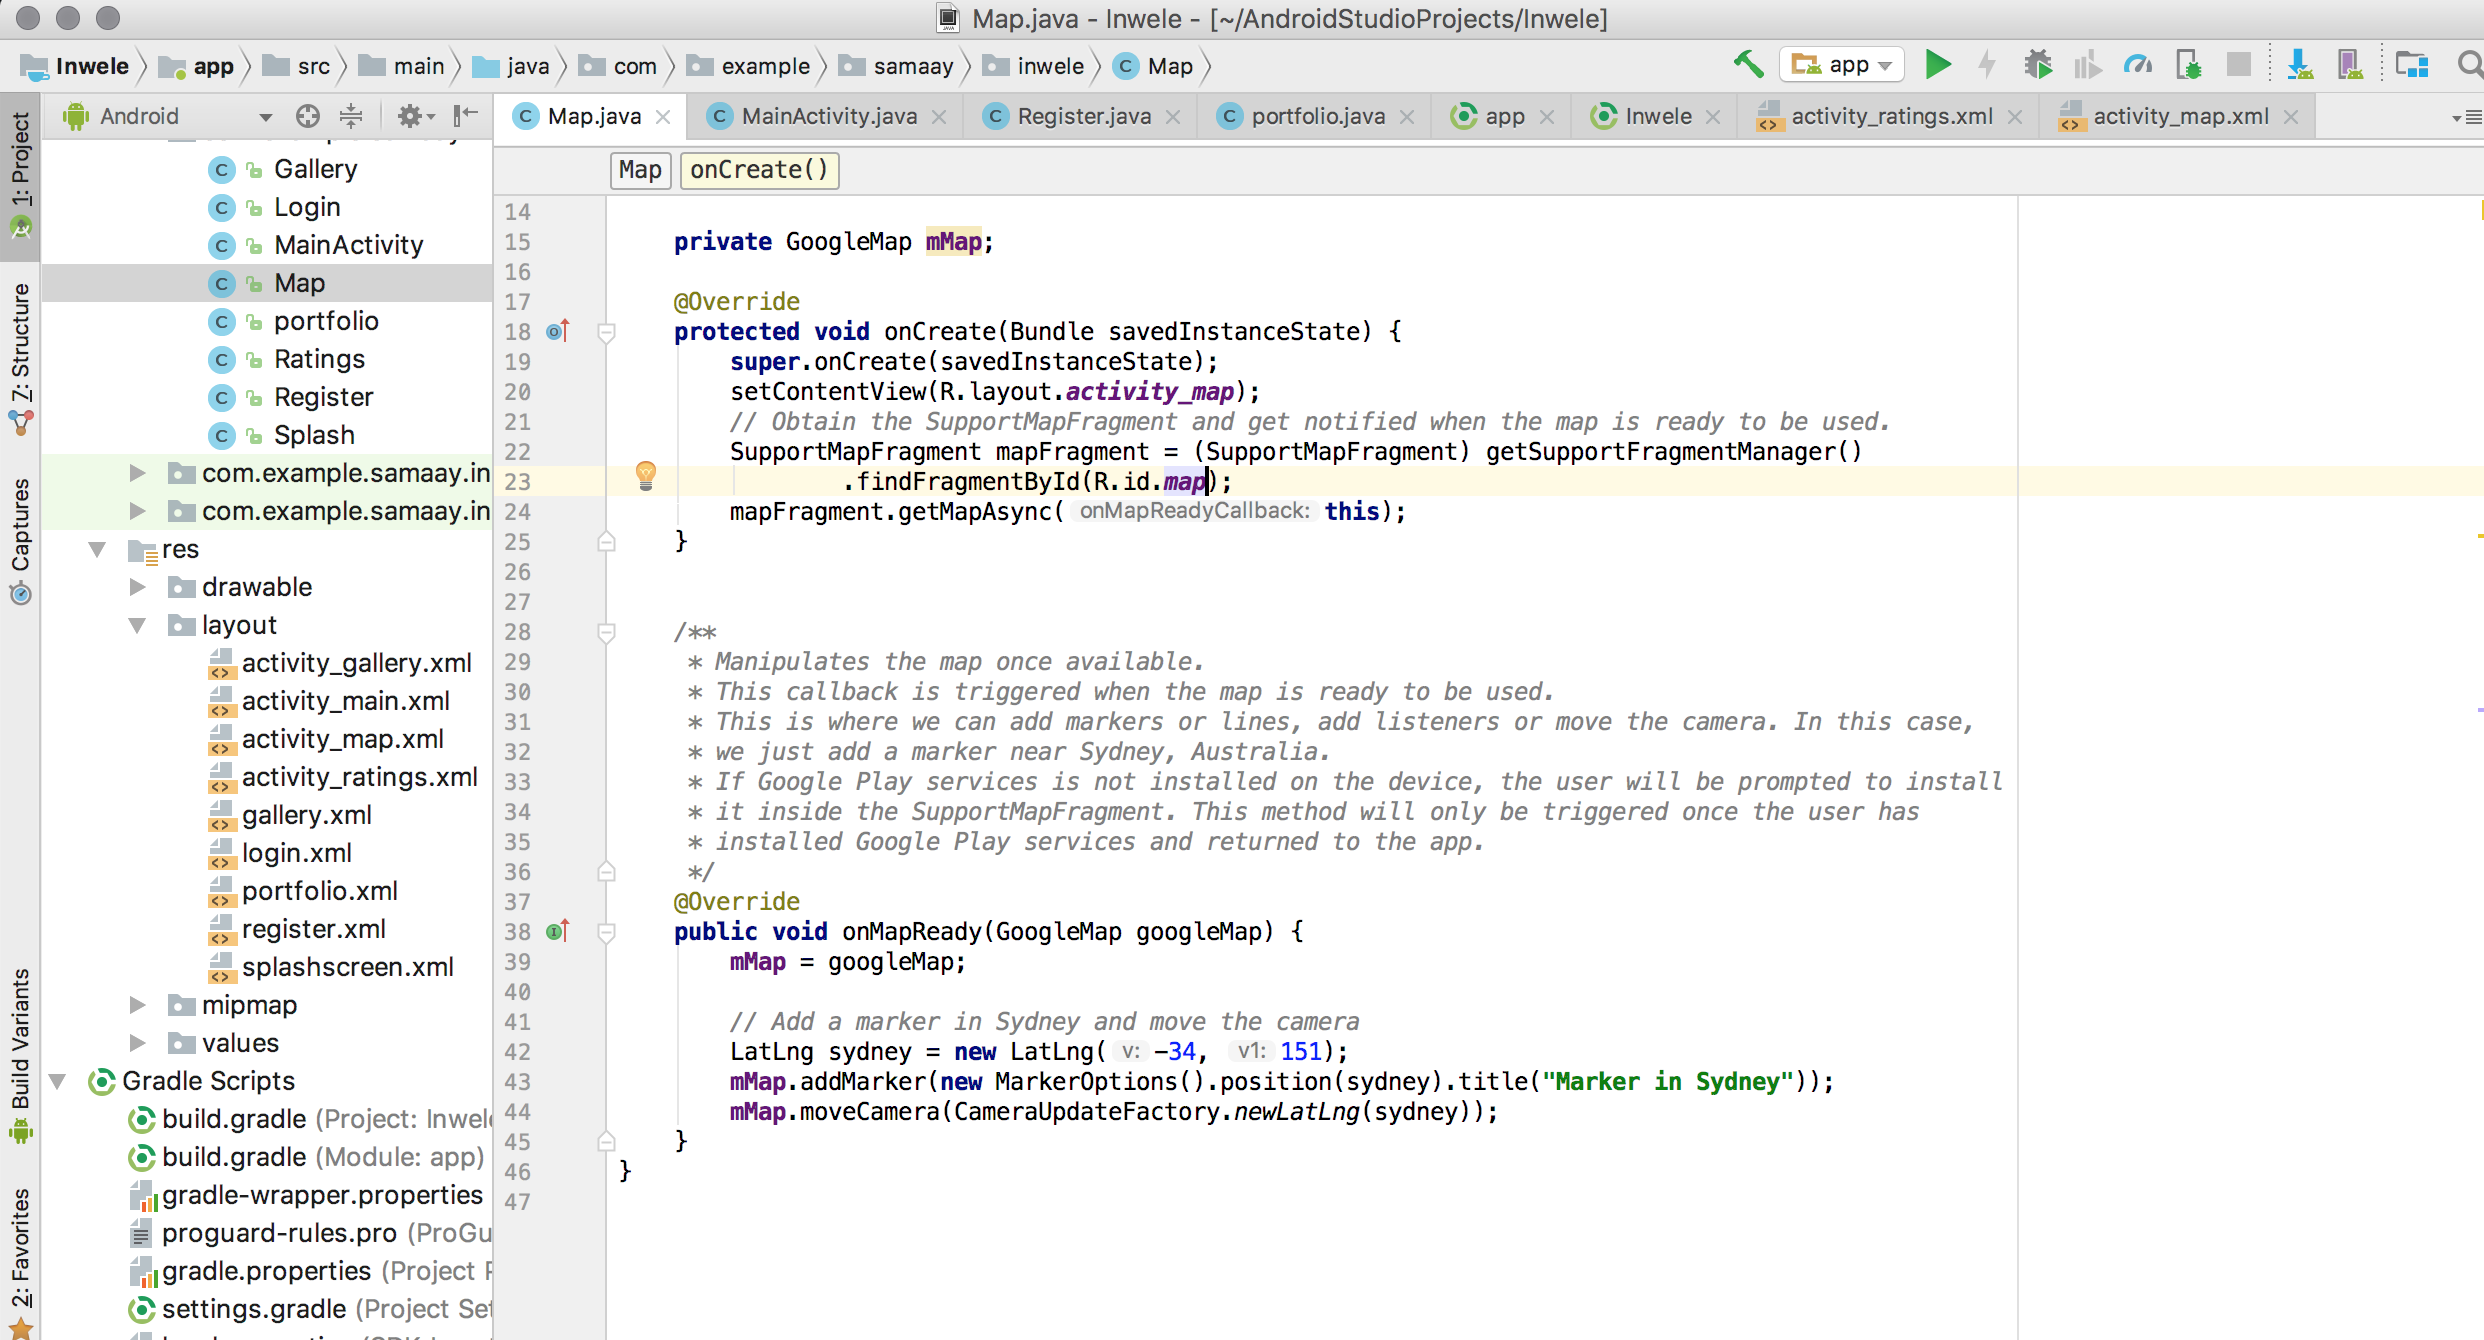 Map.java - Inwele - [~/AndroidStudioProjects/Inwele]
Inwele app src main java com example samaay inwele C Map app
1: Project
7: Structure
Captures
Build Variants
2: Favorites
Android
C Gallery
C Login
C MainActivity
C Map
C portfolio
C Ratings
C Register
C Splash
com.example.samaay.in
com.example.samaay.in
res
drawable
layout
activity_gallery.xml
activity_main.xml
activity_map.xml
activity_ratings.xml
gallery.xml
login.xml
portfolio.xml
register.xml
splashscreen.xml
mipmap
values
Gradle Scripts
build.gradle (Project: Inwele
build.gradle (Module: app)
gradle-wrapper.properties
proguard-rules.pro (ProGu
gradle.properties (Project P
settings.gradle (Project Set
C Map.java C MainActivity.java C Register.java C portfolio.java app Inwele activity_ratings.xml activity_map.xml
Map onCreate()
14
15 private GoogleMap mMap;
16
17 @Override
18 protected void onCreate(Bundle savedInstanceState) {
19 super.onCreate(savedInstanceState);
20 setContentView(R.layout.activity_map);
21 // Obtain the SupportMapFragment and get notified when the map is ready to be used.
22 SupportMapFragment mapFragment = (SupportMapFragment) getSupportFragmentManager()
23 .findFragmentById(R.id.map);
24 mapFragment.getMapAsync( onMapReadyCallback: this);
25 }
26
27
28 /**
29 * Manipulates the map once available.
30 * This callback is triggered when the map is ready to be used.
31 * This is where we can add markers or lines, add listeners or move the camera. In this case,
32 * we just add a marker near Sydney, Australia.
33 * If Google Play services is not installed on the device, the user will be prompted to install
34 * it inside the SupportMapFragment. This method will only be triggered once the user has
35 * installed Google Play services and returned to the app.
36 */
37 @Override
38 public void onMapReady(GoogleMap googleMap) {
39 mMap = googleMap;
40
41 // Add a marker in Sydney and move the camera
42 LatLng sydney = new LatLng( v: -34, v1: 151);
43 mMap.addMarker(new MarkerOptions().position(sydney).title("Marker in Sydney"));
44 mMap.moveCamera(CameraUpdateFactory.newLatLng(sydney));
45 }
46 }
47